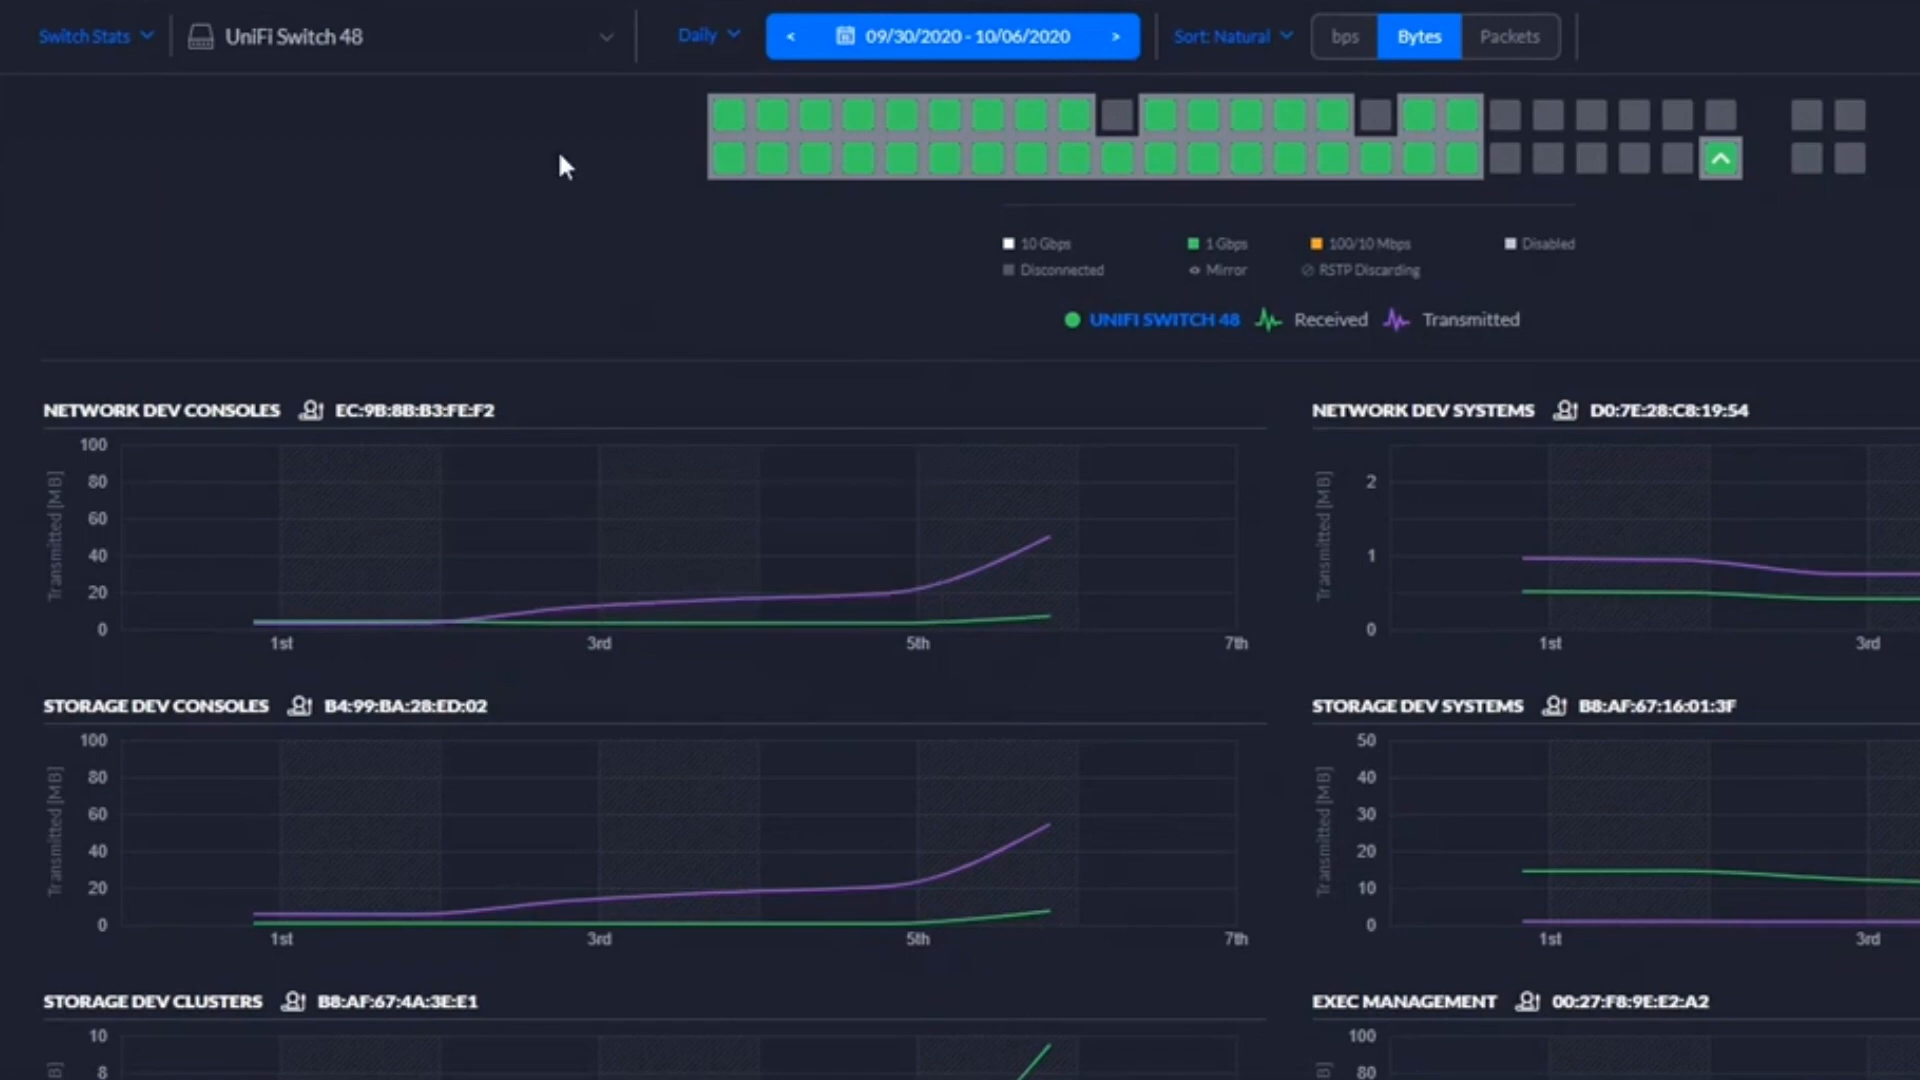 Switch Stats UniFi Switch 48 Daily < 09/30/2020 - 10/06/2020 > Sort: Natural bps Bytes Packets
10 Gbps 1 Gbps 100/10 Mbps Disabled
Disconnected Mirror RSTP Discarding
UNIFI SWITCH 48 Received Transmitted
NETWORK DEV CONSOLES EC:9B:8B:B3:FE:F2
Transmitted [MB]
100
80
60
40
20
0
1st 3rd 5th 7th
NETWORK DEV SYSTEMS D0:7E:28:C8:19:54
Transmitted [MB]
2
1
0
1st 3rd
STORAGE DEV CONSOLES B4:99:BA:28:ED:02
Transmitted [MB]
100
80
60
40
20
0
1st 3rd 5th 7th
STORAGE DEV SYSTEMS B8:AF:67:16:01:3F
Transmitted [MB]
50
40
30
20
10
0
1st 3rd
STORAGE DEV CLUSTERS B8:AF:67:4A:3E:E1
B]
10
8
EXEC MANAGEMENT 00:27:F8:9E:E2:A2
B]
100
80